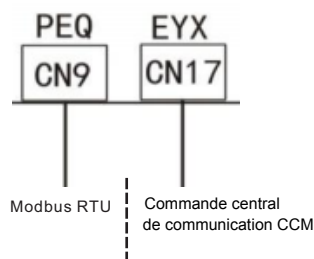 PEQ EYX
CN9 CN17
Modbus RTU
Commande central
de communication CCM